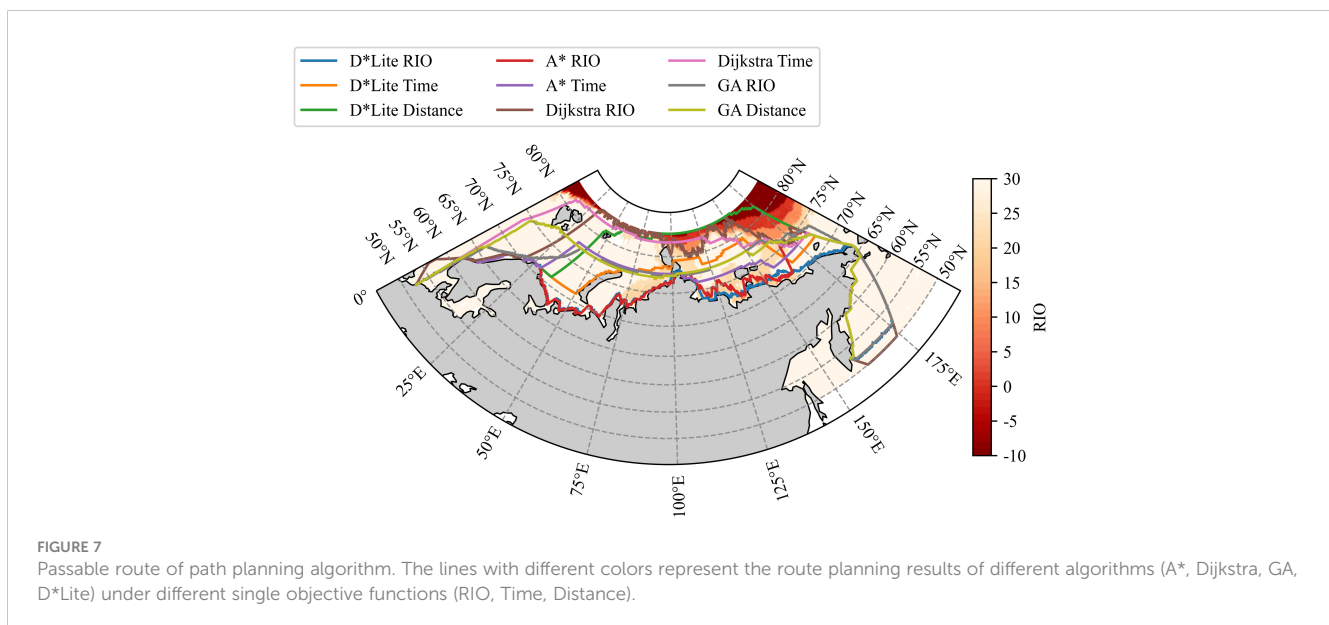 D*Lite RIO
A* RIO
Dijkstra Time
D*Lite Time
A* Time
GA RIO
D*Lite Distance
Dijkstra RIO
GA Distance
80°N
75°N
70°N
65°N
60°N
55°N
50°N
0°
25°E
50°E
75°E
100°E
125°E
150°E
175°E
80°N
75°N
70°N
65°N
60°N
55°N
50°N
30
25
20
15
10
5
0
-5
-10
RIO
FIGURE 7
Passable route of path planning algorithm. The lines with different colors represent the route planning results of different algorithms (A*, Dijkstra, GA,
D*Lite) under different single objective functions (RIO, Time, Distance).